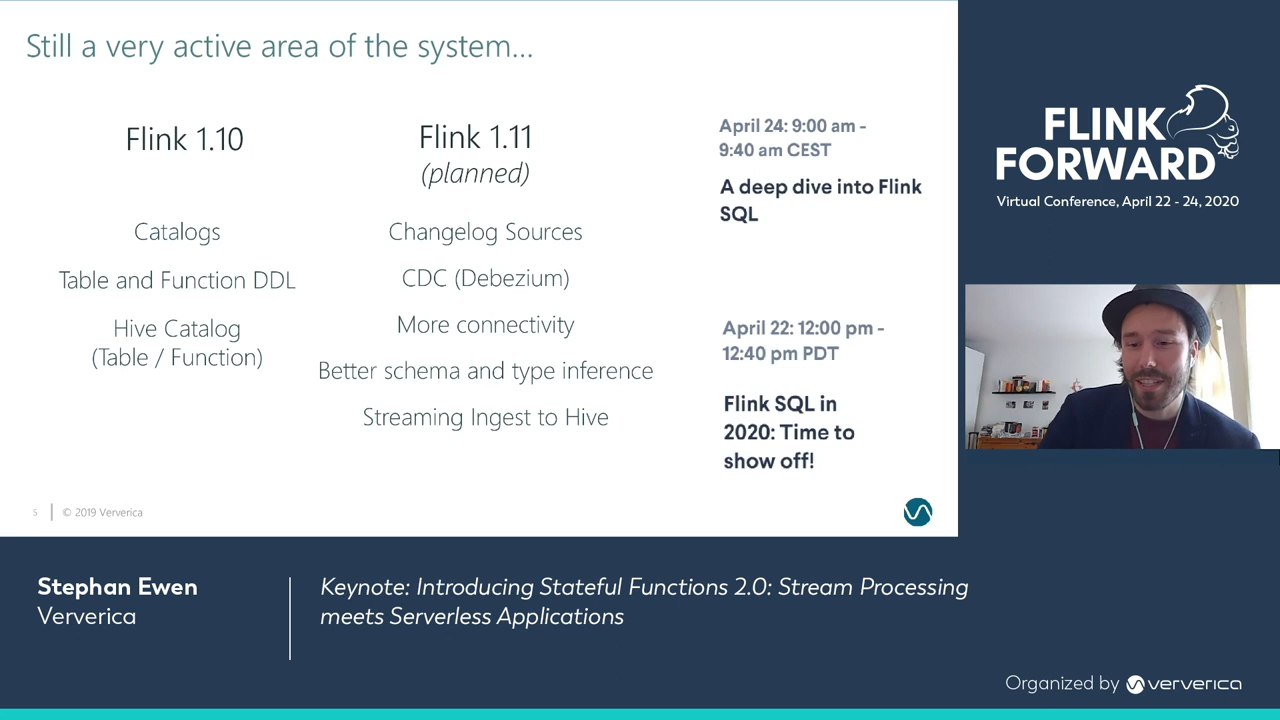 Still a very active area of the system...
Flink 1.10
Catalogs
Table and Function DDL
Hive Catalog
(Table / Function)
Flink 1.11
(planned)
Changelog Sources
CDC (Debezium)
More connectivity
Better schema and type inference
Streaming Ingest to Hive
April 24: 9:00 am -
9:40 am CEST
A deep dive into Flink
SQL
April 22: 12:00 pm -
12:40 pm PDT
Flink SQL in
2020: Time to
show off!
5
© 2019 Ververica
FLINK
FORWARD
Virtual Conference, April 22 - 24, 2020
Stephan Ewen
Ververica
Keynote: Introducing Stateful Functions 2.0: Stream Processing
meets Serverless Applications
Organized by ververica